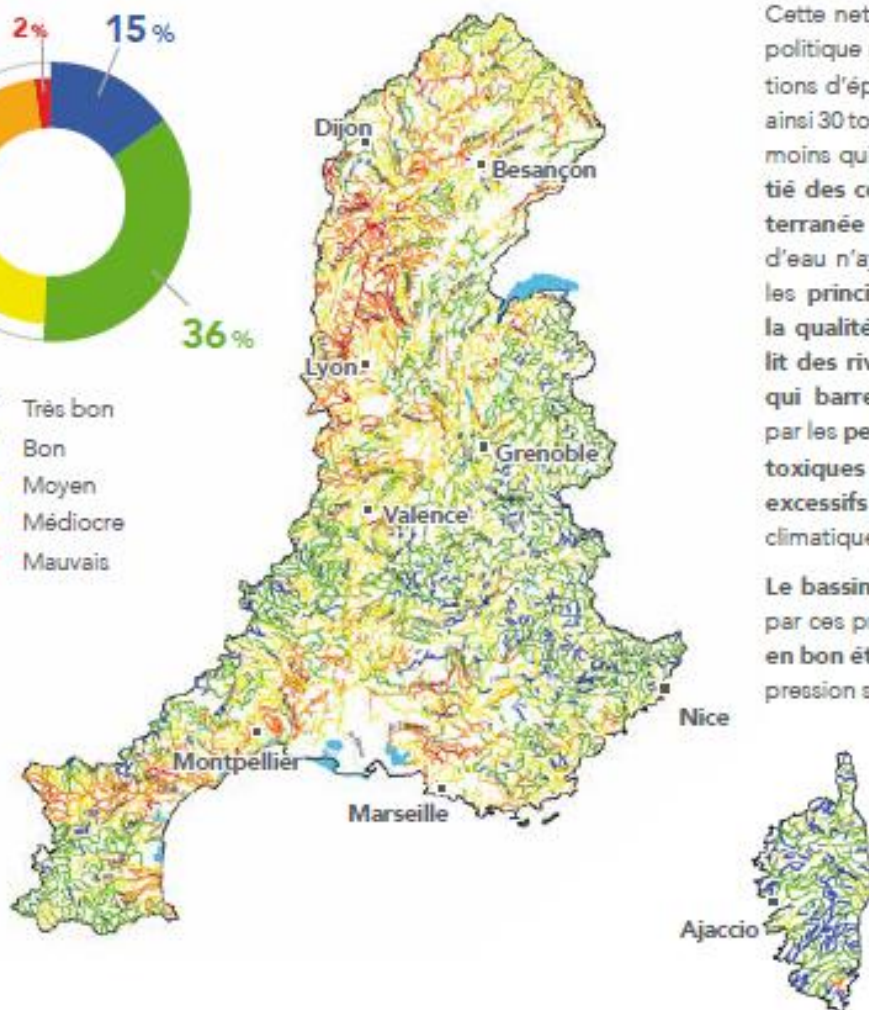 2%
15%
36%
Très bon
Bon
Moyen
Médiocre
Mauvais
Dijon
Besançon
Lyon
Grenoble
Valence
Nice
Montpellier
Marseille
Ajaccio
Cette net
politique
tions d'ép
ainsi 30 to
moins qui
tié des c
terranée
d'eau n'a
les princi
la qualité
lit des riv
qui barre
par les pe
toxiques
excessifs
climatique
Le bassin
par ces p
en bon ét
pression s